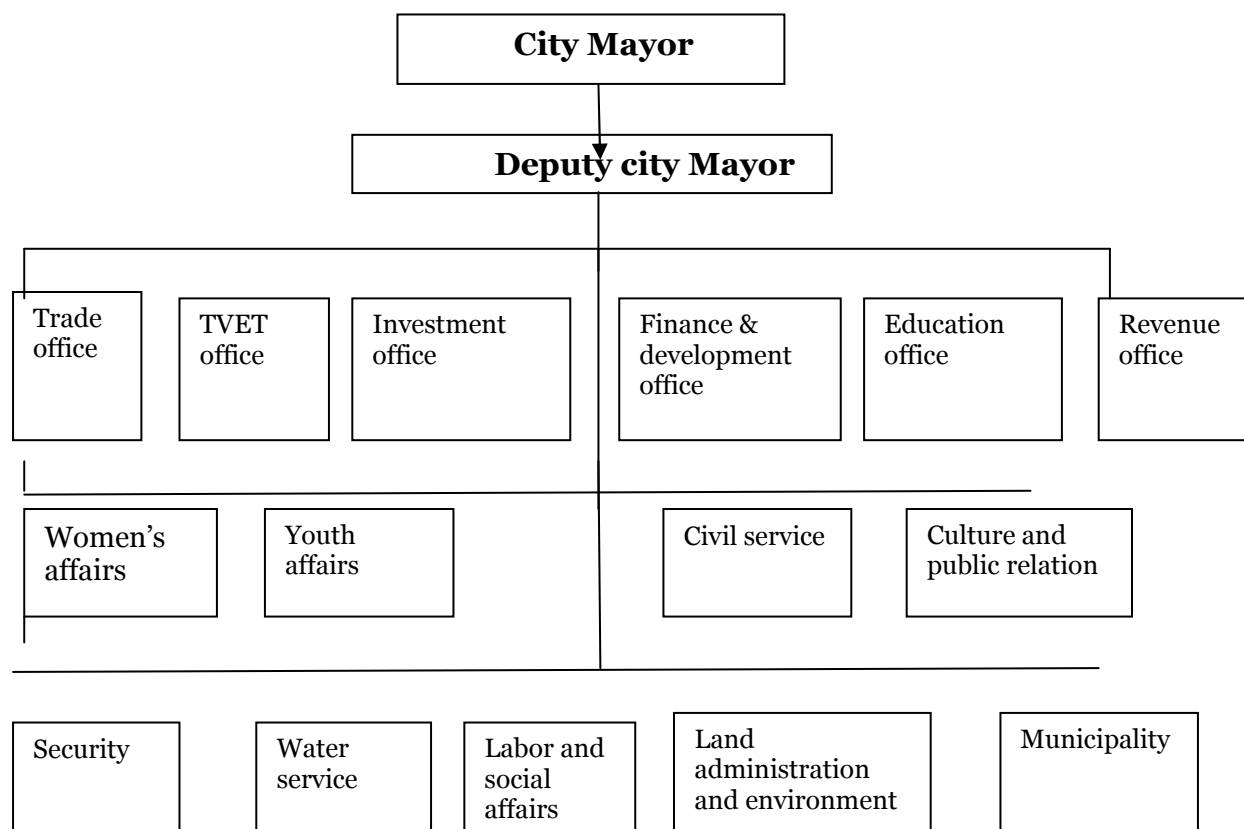 City Mayor
Deputy city Mayor
Trade
office
TVET
office
Investment
office
Finance &
development
office
Education
office
Revenue
office
Women’s
affairs
Youth
affairs
Civil service
Culture and
public relation
Security
Water
service
Labor and
social
affairs
Land
administration
and environment
Municipality